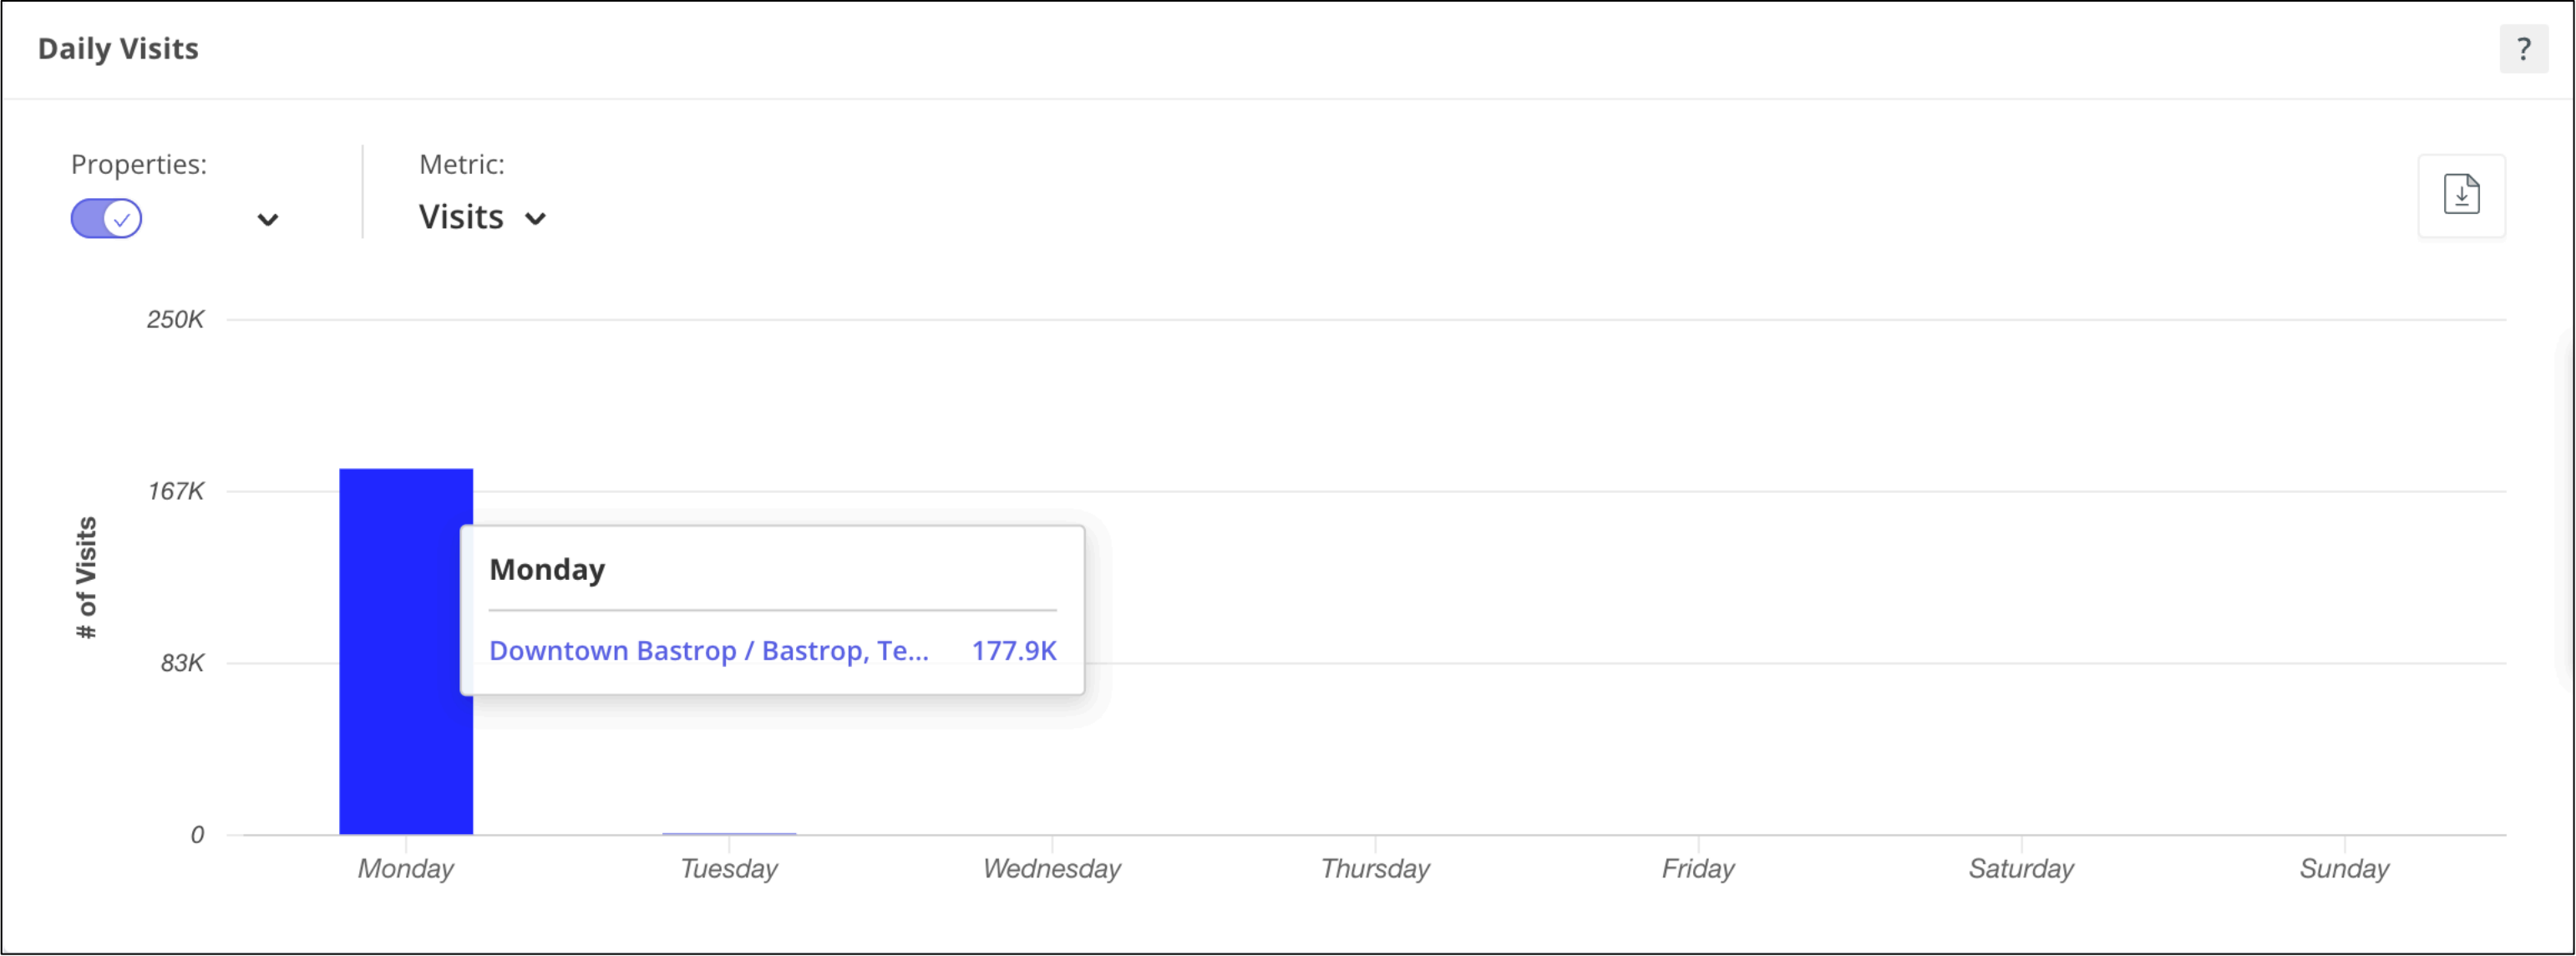 Daily Visits
?
Properties:
Metric:
Visits
250K
167K
83K
0
# of Visits
Monday
Downtown Bastrop / Bastrop, Te... 177.9K
Monday Tuesday Wednesday Thursday Friday Saturday Sunday